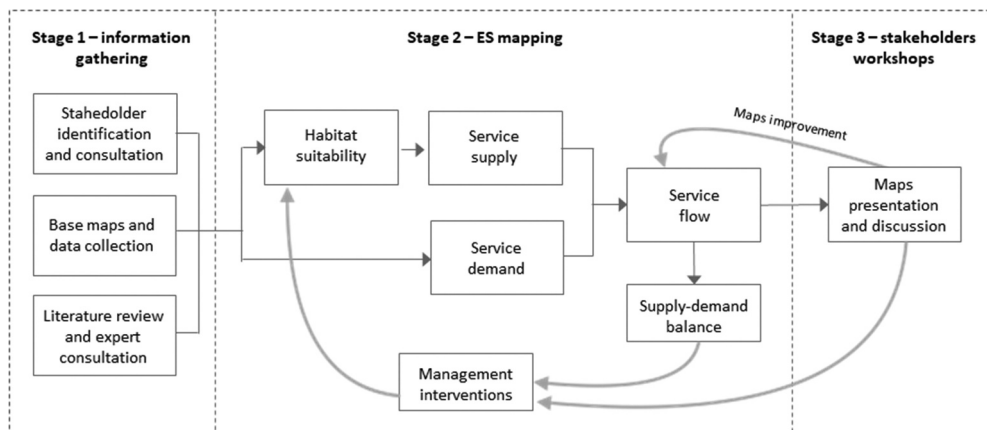 Stage 1 – information
gathering
Stahedolder
identification
and consultation
Base maps and
data collection
Literature review
and expert
consultation
Stage 2 – ES mapping
Habitat
suitability
Service
supply
Service
demand
Service
flow
Supply-demand
balance
Management
interventions
Stage 3 – stakeholders
workshops
Maps improvement
Maps
presentation
and discussion